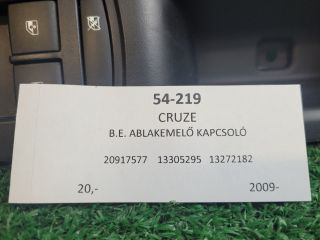 54-219
CRUZE
B.E. ABLAKEMELŐ KAPCSOLÓ
20917577 13305295 13272182
20,- 2009-